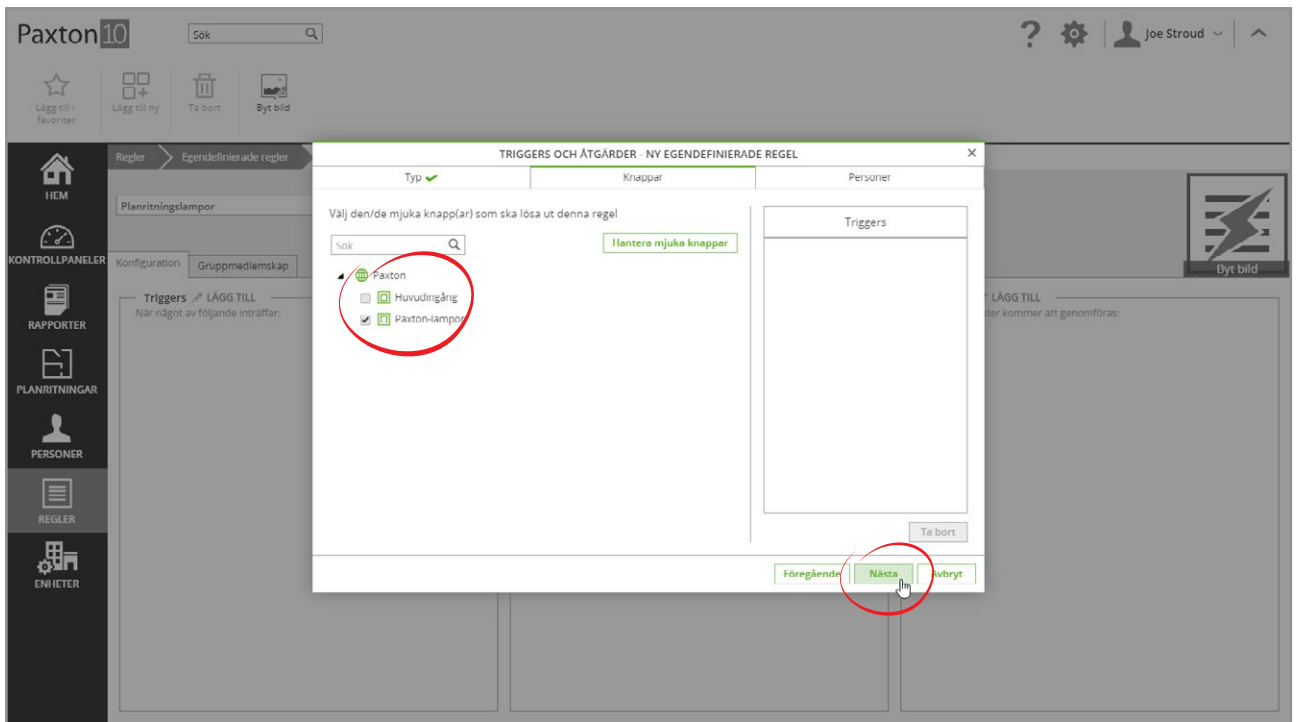 Paxton 10
Sök
?
Joe Stroud
Lägg till i
favoriter
Lägg till ny
Ta bort
Byt bild
HEM
KONTROLLPANELER
RAPPORTER
PLANRITNINGAR
PERSONER
REGLER
ENHETER
Regler
Egendefinierade regler
Planritningslampor
Byt bild
Konfiguration
Gruppmedlemskap
Triggers LÄGG TILL
När något av följande inträffar:
LÄGG TILL
der kommer att genomföras:
TRIGGERS OCH ÅTGÄRDER - NY EGENDEFINIERADE REGEL
Typ
Knappar
Personer
Välj den/de mjuka knapp(ar) som ska lösa ut denna regel
Sök
Hantera mjuka knappar
Paxton
Huvudingång
Paxton-lampor
Triggers
Ta bort
Föregående
Nästa
Avbryt